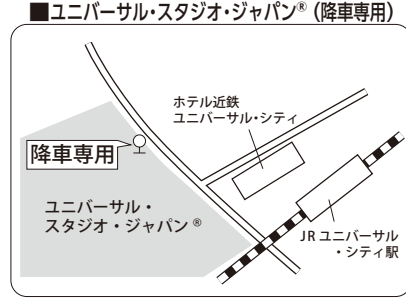 ■ユニバーサル・スタジオ・ジャパン®(降車専用)
ホテル近鉄
ユニバーサル・シティ
降車専用
ユニバーサル・
スタジオ・ジャパン®
JR ユニバーサル
・シティ駅